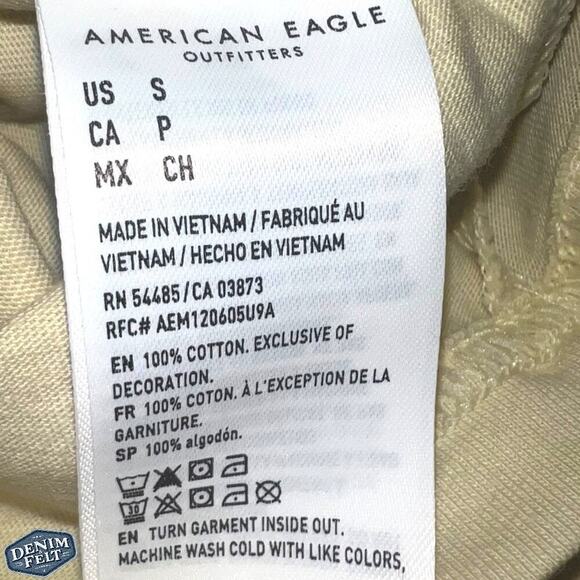 AMERICAN EAGLE
OUTFITTERS
US S
CA P
MX CH
MADE IN VIETNAM / FABRIQUÉ AU
VIETNAM / HECHO EN VIETNAM
RN 54485 / CA 03873
RFC# AEM120605U9A
EN 100% COTTON. EXCLUSIVE OF
DECORATION.
FR 100% COTON. À L'EXCEPTION DE LA
GARNITURE.
SP 100% algodón.
30
EN TURN GARMENT INSIDE OUT.
MACHINE WASH COLD WITH LIKE COLORS,
DENIM
FELT